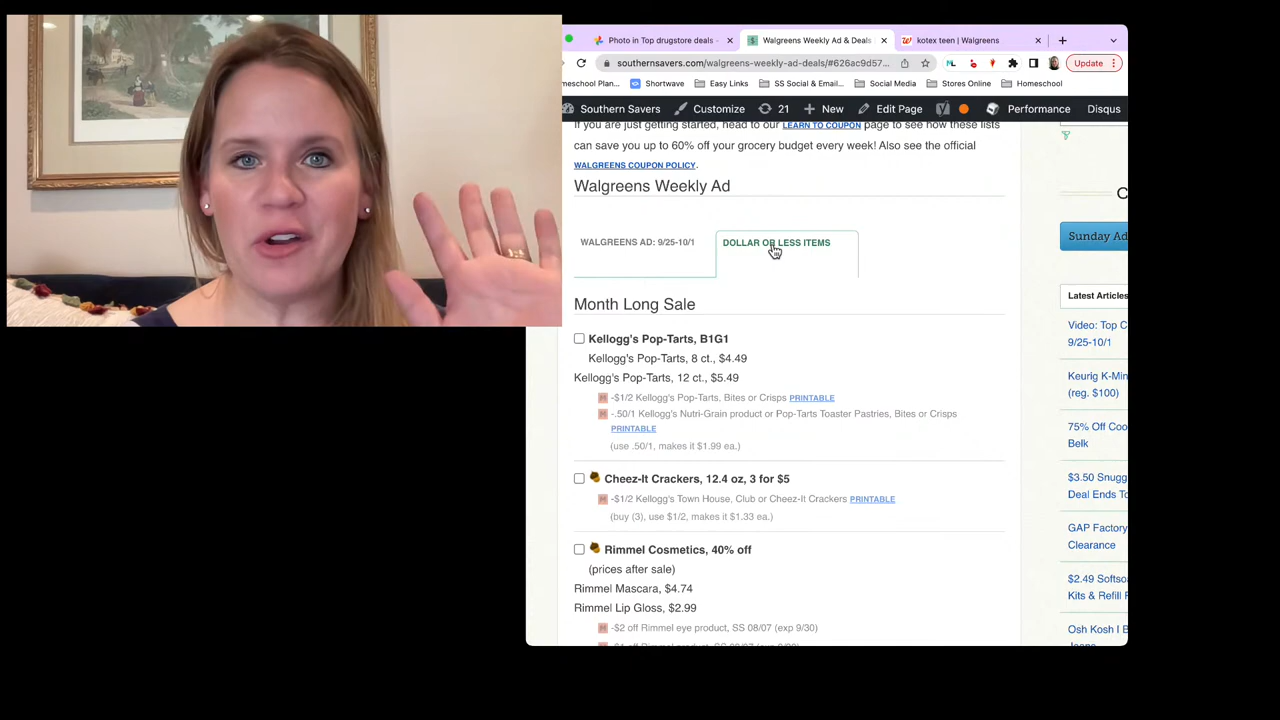 Photo in Top drugstore deals -
Walgreens Weekly Ad & Deals
kotex teen | Walgreens
southernsavers.com/walgreens-weekly-ad-deals/#626ac9d57...
Update
meschool Plan...
Shortwave
Easy Links
SS Social & Email...
Social Media
Stores Online
Homeschool
Southern Savers
Customize
21
New
Edit Page
Performance
Disqus
If you are just getting started, head to our LEARN TO COUPON page to see how these lists
can save you up to 60% off your grocery budget every week! Also see the official
WALGREENS COUPON POLICY.
Walgreens Weekly Ad
WALGREENS AD: 9/25-10/1
DOLLAR OR LESS ITEMS
Month Long Sale
Kellogg's Pop-Tarts, B1G1
Kellogg's Pop-Tarts, 8 ct., $4.49
Kellogg's Pop-Tarts, 12 ct., $5.49
M -$1/2 Kellogg's Pop-Tarts, Bites or Crisps PRINTABLE
M -.50/1 Kellogg's Nutri-Grain product or Pop-Tarts Toaster Pastries, Bites or Crisps
PRINTABLE
(use .50/1, makes it $1.99 ea.)
Cheez-It Crackers, 12.4 oz, 3 for $5
M -$1/2 Kellogg's Town House, Club or Cheez-It Crackers PRINTABLE
(buy (3), use $1/2, makes it $1.33 ea.)
Rimmel Cosmetics, 40% off
(prices after sale)
Rimmel Mascara, $4.74
Rimmel Lip Gloss, $2.99
M -$2 off Rimmel eye product, SS 08/07 (exp 9/30)
C
Sunday Ad
Latest Articles
Video: Top C
9/25-10/1
Keurig K-Min
(reg. $100)
75% Off Coo
Belk
$3.50 Snugg
Deal Ends To
GAP Factory
Clearance
$2.49 Softsoa
Kits & Refill F
Osh Kosh I B